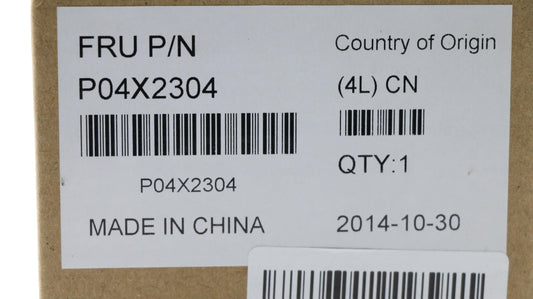 FRU P/N
P04X2304
P04X2304
MADE IN CHINA
Country of Origin
(4L) CN
QTY:1
2014-10-30